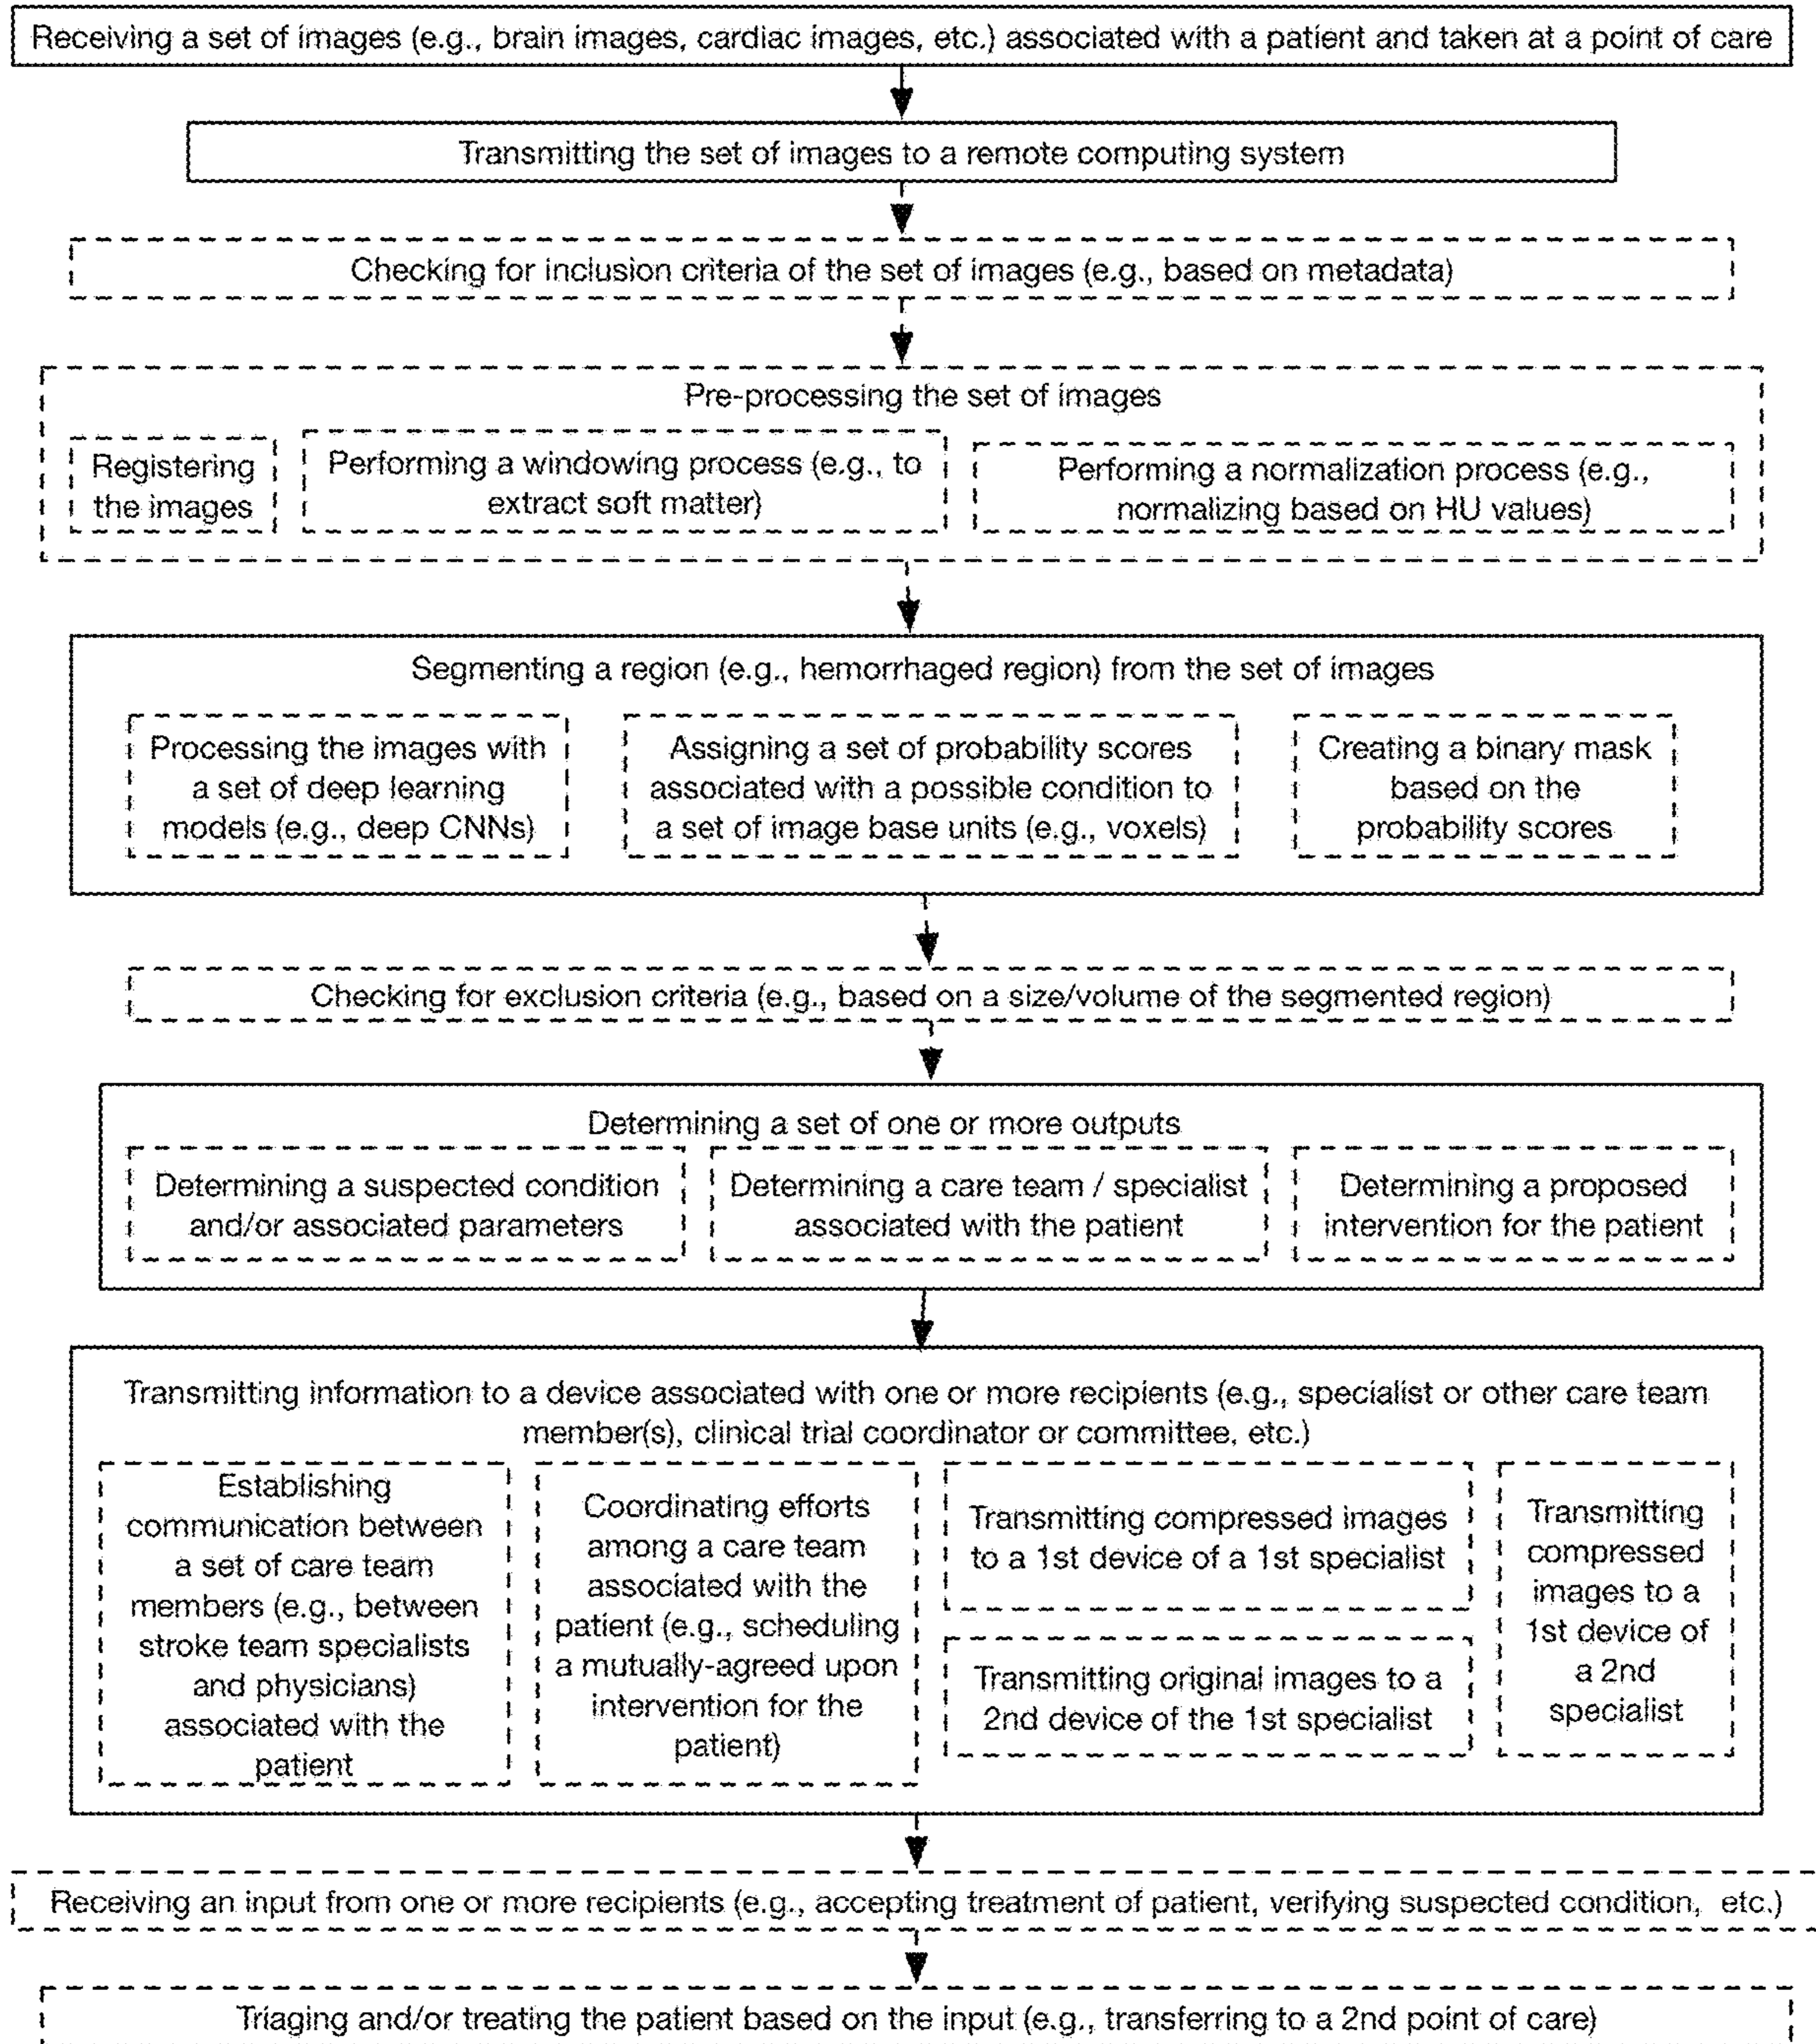 Receiving a set of images (e.g., brain images, cardiac images, etc.) associated with a patient and taken at a point of care
Transmitting the set of images to a remote computing system
Checking for inclusion criteria of the set of images (e.g., based on metadata)
Pre-processing the set of images
Registering
the images
Performing a windowing process (e.g., to
extract soft matter)
Performing a normalization process (e.g.,
normalizing based on HU values)
Segmenting a region (e.g., hemorrhaged region) from the set of images
Processing the images with
a set of deep learning
models (e.g., deep CNNs)
Assigning a set of probability scores
associated with a possible condition to
a set of image base units (e.g., voxels)
Creating a binary mask
based on the
probability scores
Checking for exclusion criteria (e.g., based on a size/volume of the segmented region)
Determining a set of one or more outputs
Determining a suspected condition
and/or associated parameters
Determining a care team / specialist
associated with the patient
Determining a proposed
intervention for the patient
Transmitting information to a device associated with one or more recipients (e.g., specialist or other care team
member(s), clinical trial coordinator or committee, etc.)
Establishing
communication between
a set of care team
members (e.g., between
stroke team specialists
and physicians)
associated with the
patient
Coordinating efforts
among a care team
associated with the
patient (e.g., scheduling
a mutually-agreed upon
intervention for the
patient)
Transmitting compressed images
to a 1st device of a 1st specialist
Transmitting original images to a
2nd device of the 1st specialist
Transmitting
compressed
images to a
1st device of
a 2nd
specialist
Receiving an input from one or more recipients (e.g., accepting treatment of patient, verifying suspected condition, etc.)
Triaging and/or treating the patient based on the input (e.g., transferring to a 2nd point of care)